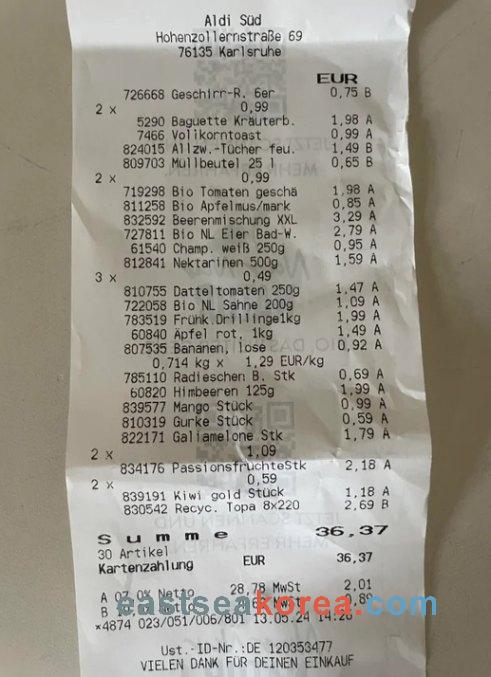 Aldi Süd
Hohenzollernstraße 69
76135 Karlsruhe
EUR
726668 Geschirr-R. 6er 0,75 B
2 x 0,99
5290 Baguette Kräuterb. 1,98 A
7466 Vollkorntoast 0,99 A
824015 Allzw.-Tücher feu. 1,49 B
809703 Müllbeutel 25 l 0,65 B
2 x 0,99
719298 Bio Tomaten geschä 1,98 A
811258 Bio Apfelmus/mark 0,85 A
832592 Beerenmischung XXL 3,29 A
727811 Bio NL Eier Bad-W. 2,79 A
61540 Champ. weiß 250g 0,95 A
812841 Nektarinen 500g 1,59 A
3 x 0,49
810755 Datteltomaten 250g 1,47 A
722058 Bio NL Sahne 200g 1,09 A
783519 Frühk.Drillinge1kg 1,99 A
60840 Äpfel rot. 1kg 1,49 A
807535 Bananen, lose 0,92 A
0,714 kg x 1,29 EUR/kg
785110 Radieschen B. Stk 0,69 A
60820 Himbeeren 125g 1,99 A
839577 Mango Stück 0,99 A
810319 Gurke Stück 0,59 A
822171 Galiamelone Stk 1,79 A
2 x 1,09
834176 PassionsfruchteStk 2,18 A
2 x 0,59
839191 Kiwi gold Stück 1,18 A
830542 Recyc. Topa 8x220 2,69 B
Summe 36,37
30 Artikel
Kartenzahlung EUR 36,37
A 07,0% Netto 28,78 MwSt 2,01
B Netto MwSt
eastseakorea.com
*4874 023/051/006/801 13.05.24 14:26
Ust.-ID-Nr.:DE 120353477
VIELEN DANK FÜR DEINEN EINKAUF